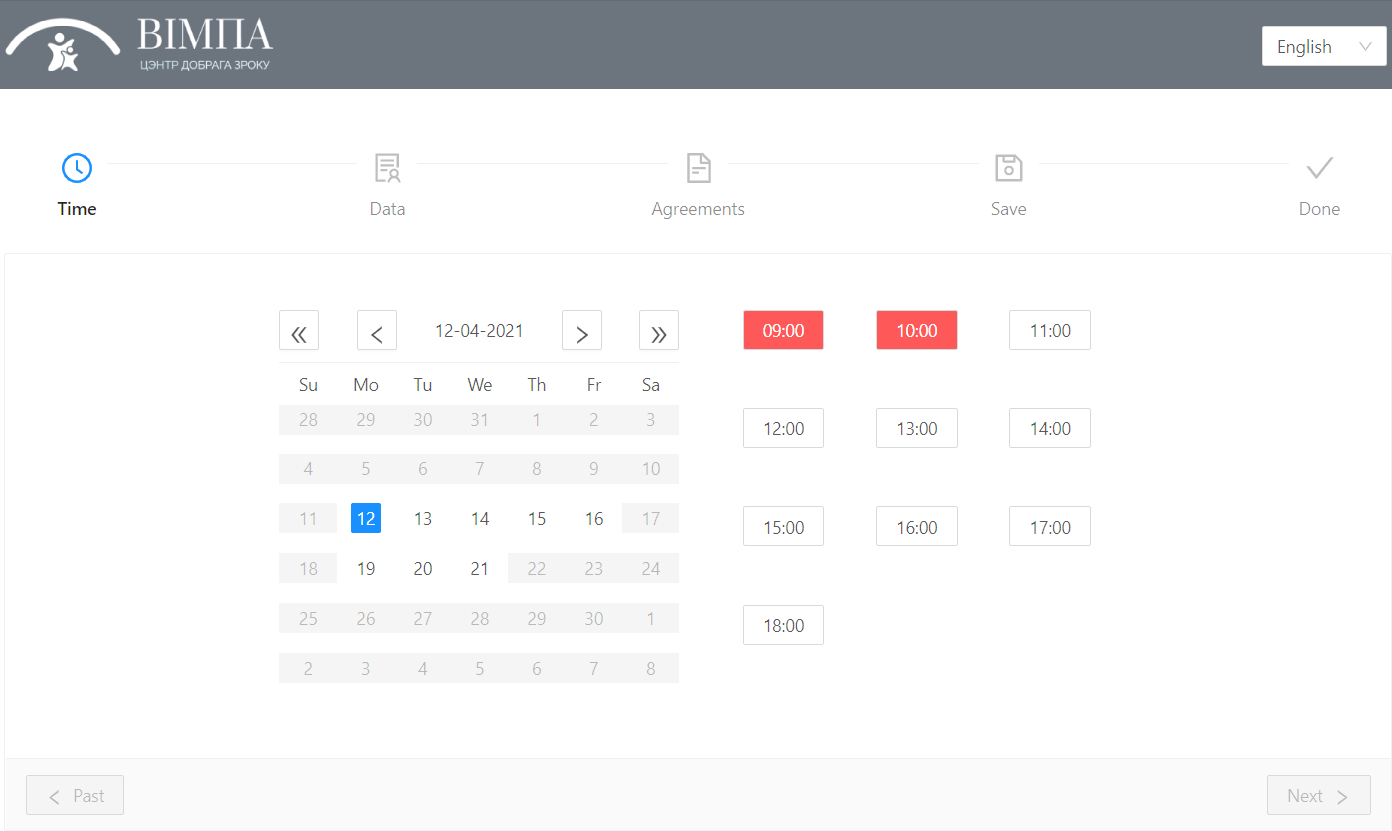 ВІМПА
ЦЭНТР ДОБРАГА ЗРОКУ
English
Time
Data
Agreements
Save
Done
12-04-2021
Su Mo Tu We Th Fr Sa
28 29 30 31 1 2 3
4 5 6 7 8 9 10
11 12 13 14 15 16 17
18 19 20 21 22 23 24
25 26 27 28 29 30 1
2 3 4 5 6 7 8
09:00 10:00 11:00
12:00 13:00 14:00
15:00 16:00 17:00
18:00
Past
Next